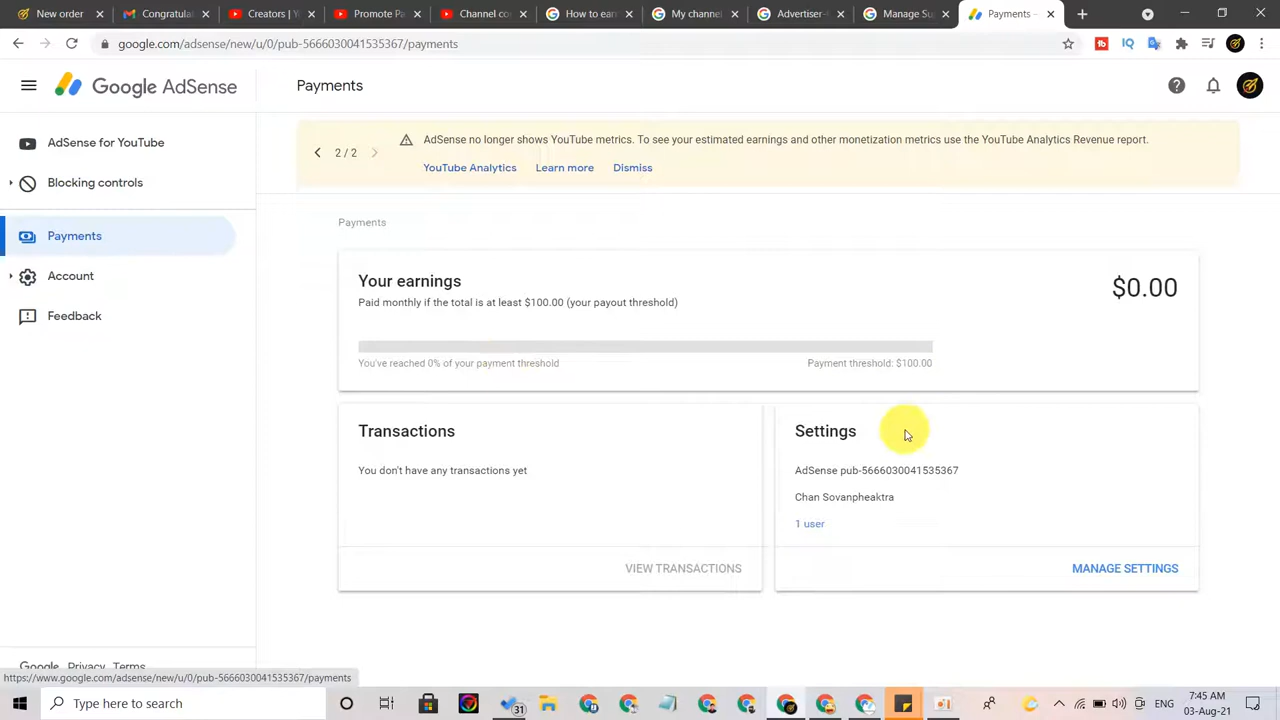 New order
Congratula
Creators
Promote Pa
Channel co
How to ear
My channel
Advertiser-
Manage Sus
Payments -
google.com/adsense/new/u/0/pub-5666030041535367/payments
Google AdSense
Payments
AdSense for YouTube
Blocking controls
Payments
Account
Feedback
2 / 2
AdSense no longer shows YouTube metrics. To see your estimated earnings and other monetization metrics use the YouTube Analytics Revenue report.
YouTube Analytics Learn more Dismiss
Payments
Your earnings
$0.00
Paid monthly if the total is at least $100.00 (your payout threshold)
You've reached 0% of your payment threshold
Payment threshold: $100.00
Transactions
You don't have any transactions yet
VIEW TRANSACTIONS
Settings
AdSense pub-5666030041535367
Chan Sovanpheaktra
1 user
MANAGE SETTINGS
Google Privacy Terms
https://www.google.com/adsense/new/u/0/pub-5666030041535367/payments
Type here to search
31
ENG
7:45 AM
03-Aug-21